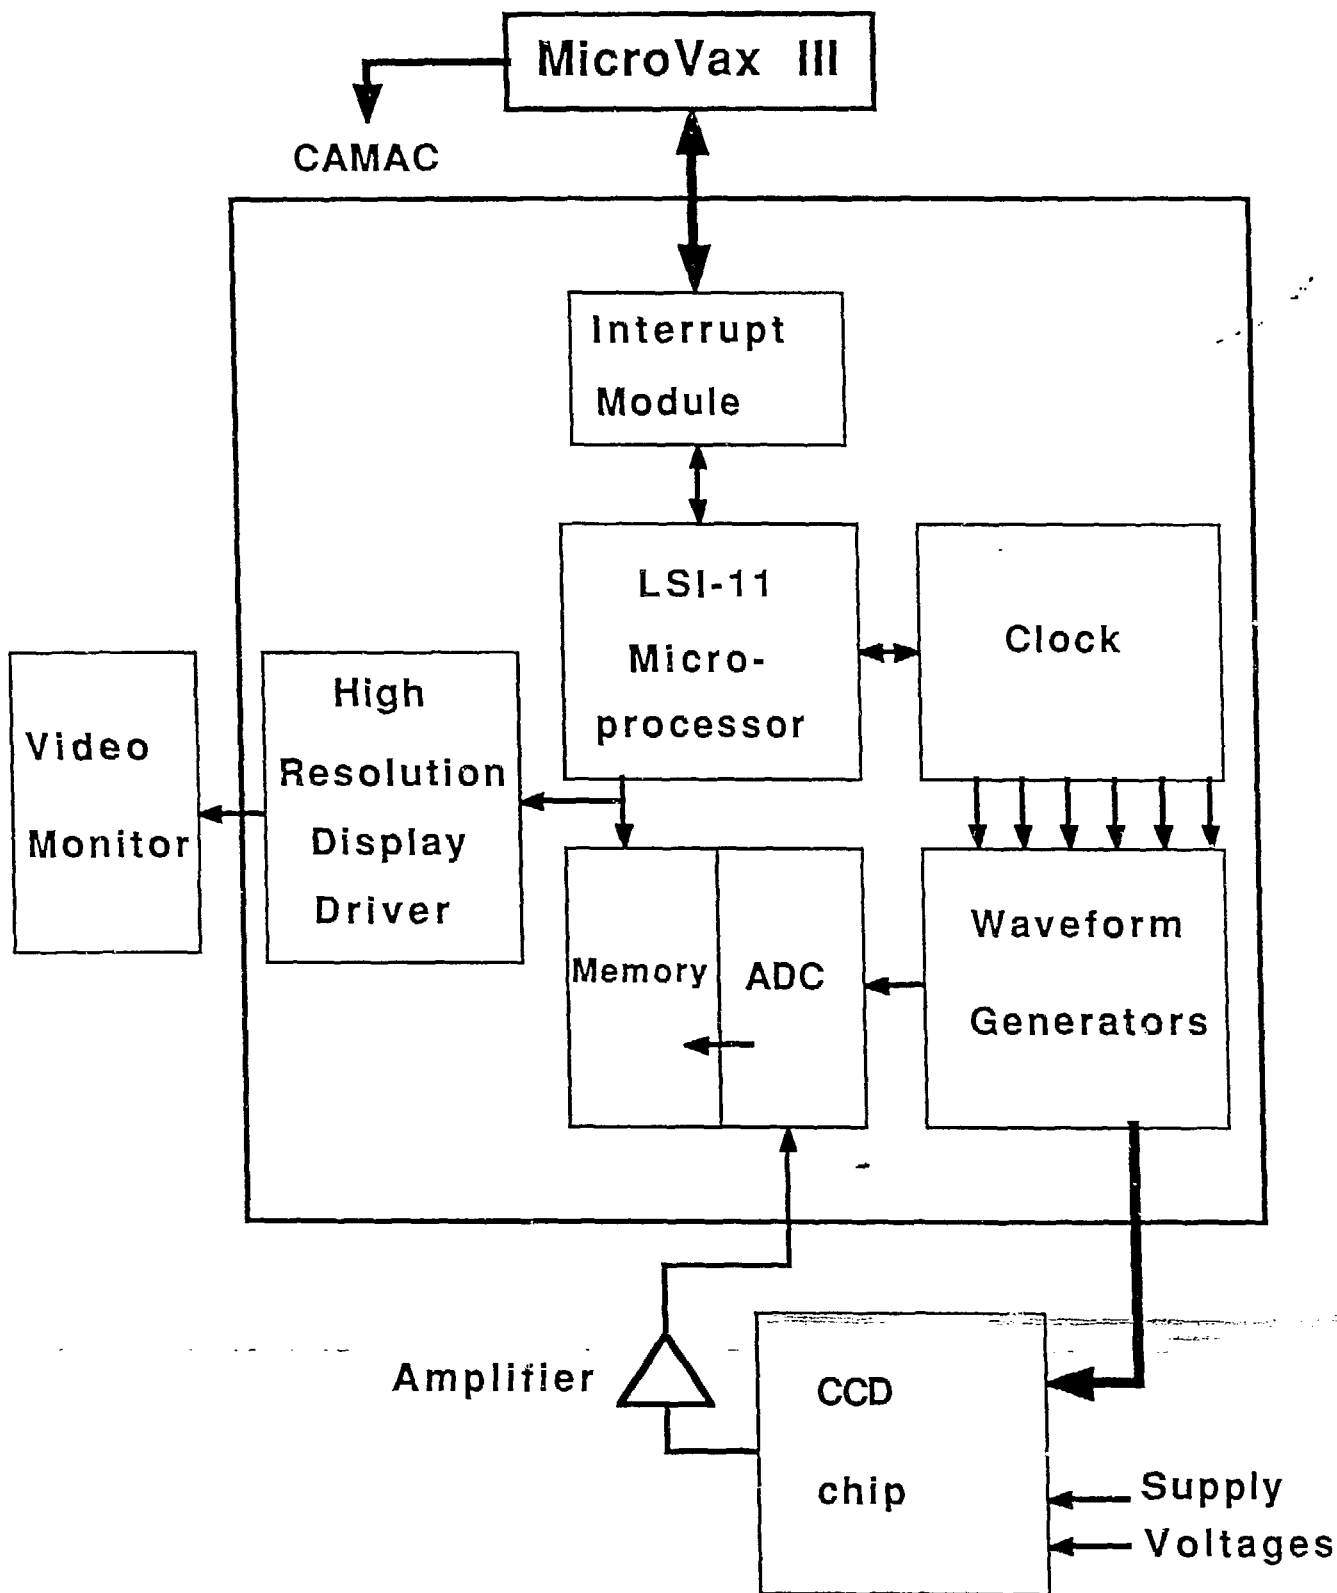 MicroVax III
CAMAC
Interrupt
Module
LSI-11
Micro-
processor
Clock
Video
Monitor
High
Resolution
Display
Driver
Memory
ADC
Waveform
Generators
Amplifier
CCD
chip
Supply
Voltages